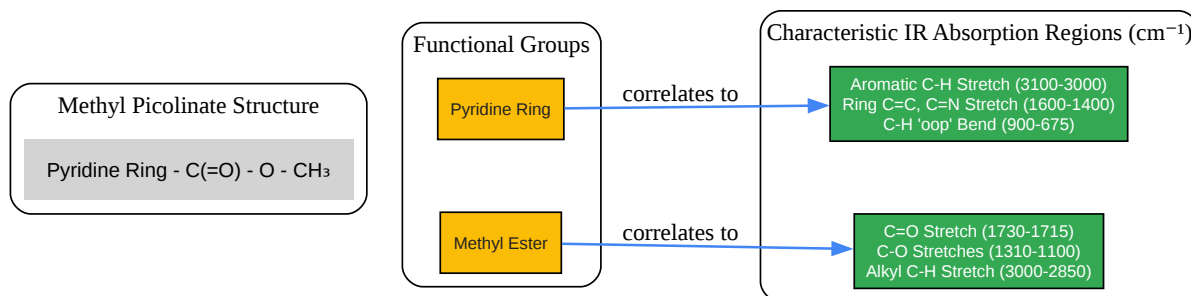 Methyl Picolinate Structure
Pyridine Ring - C(=O) - O - CH₃
Functional Groups
Pyridine Ring
Methyl Ester
correlates to
correlates to
Characteristic IR Absorption Regions (cm⁻¹)
Aromatic C-H Stretch (3100-3000)
Ring C=C, C=N Stretch (1600-1400)
C-H 'oop' Bend (900-675)
C=O Stretch (1730-1715)
C-O Stretches (1310-1100)
Alkyl C-H Stretch (3000-2850)